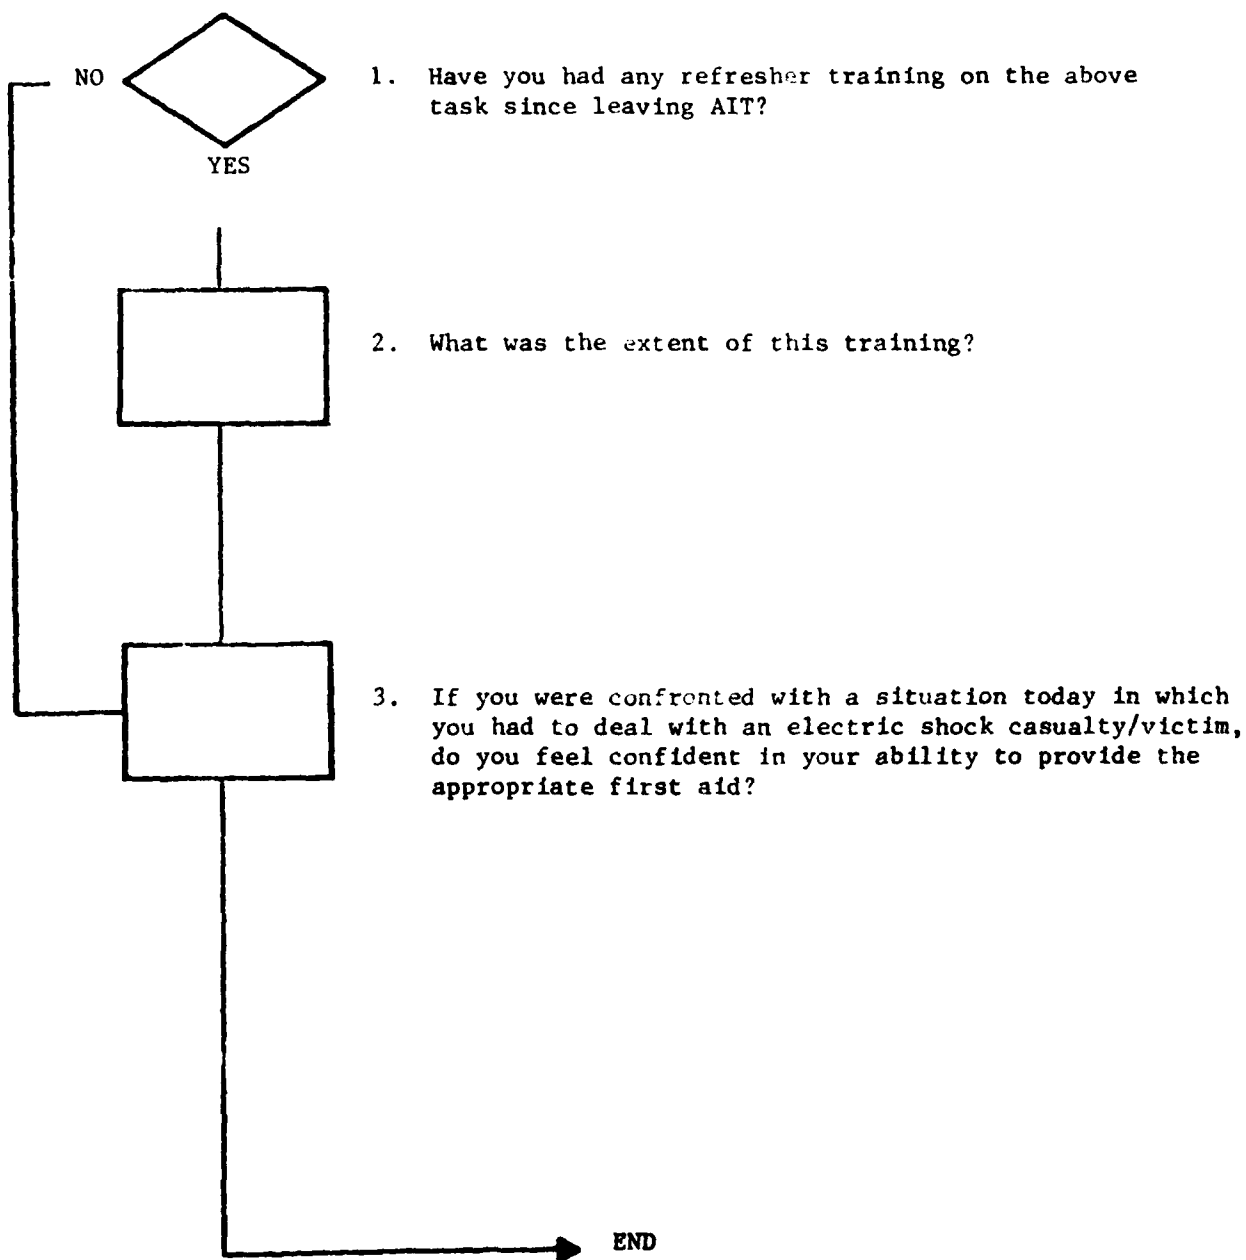 NO
1. Have you had any refresher training on the above
task since leaving AIT?
YES
2. What was the extent of this training?
3. If you were confronted with a situation today in which
you had to deal with an electric shock casualty/victim,
do you feel confident in your ability to provide the
appropriate first aid?
END